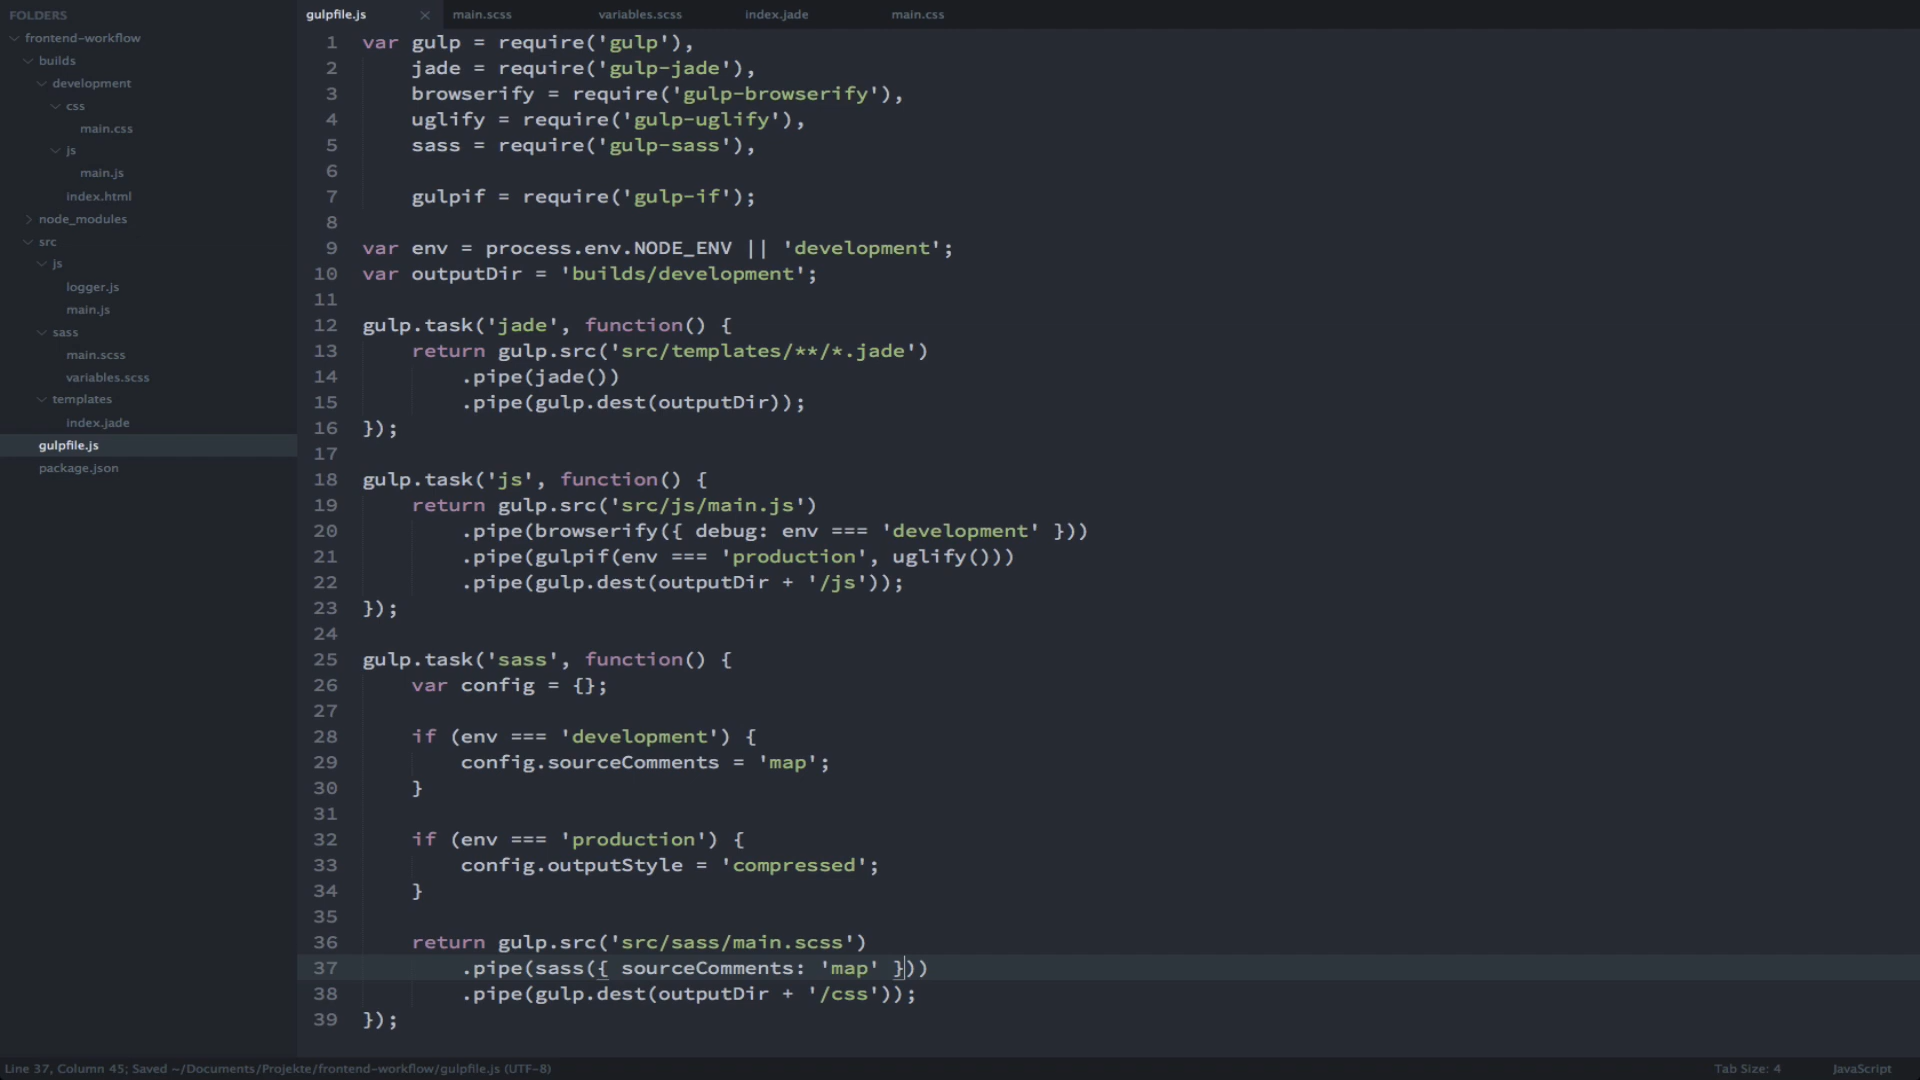 FOLDERS
frontend-workflow
builds
development
css
main.css
js
main.js
index.html
node_modules
src
js
logger.js
main.js
sass
main.scss
variables.scss
templates
index.jade
gulpfile.js
package.json
gulpfile.js main.scss variables.scss index.jade main.css
1 var gulp = require('gulp'),
2 jade = require('gulp-jade'),
3 browserify = require('gulp-browserify'),
4 uglify = require('gulp-uglify'),
5 sass = require('gulp-sass'),
6
7 gulpif = require('gulp-if');
8
9 var env = process.env.NODE_ENV || 'development';
10 var outputDir = 'builds/development';
11
12 gulp.task('jade', function() {
13 return gulp.src('src/templates/**/*.jade')
14 .pipe(jade())
15 .pipe(gulp.dest(outputDir));
16 });
17
18 gulp.task('js', function() {
19 return gulp.src('src/js/main.js')
20 .pipe(browserify({ debug: env === 'development' }))
21 .pipe(gulpif(env === 'production', uglify()))
22 .pipe(gulp.dest(outputDir + '/js'));
23 });
24
25 gulp.task('sass', function() {
26 var config = {};
27
28 if (env === 'development') {
29 config.sourceComments = 'map';
30 }
31
32 if (env === 'production') {
33 config.outputStyle = 'compressed';
34 }
35
36 return gulp.src('src/sass/main.scss')
37 .pipe(sass({ sourceComments: 'map' }))
38 .pipe(gulp.dest(outputDir + '/css'));
39 });
Line 37, Column 45; Saved ~/Documents/Projekte/frontend-workflow/gulpfile.js (UTF-8) Tab Size: 4 JavaScript